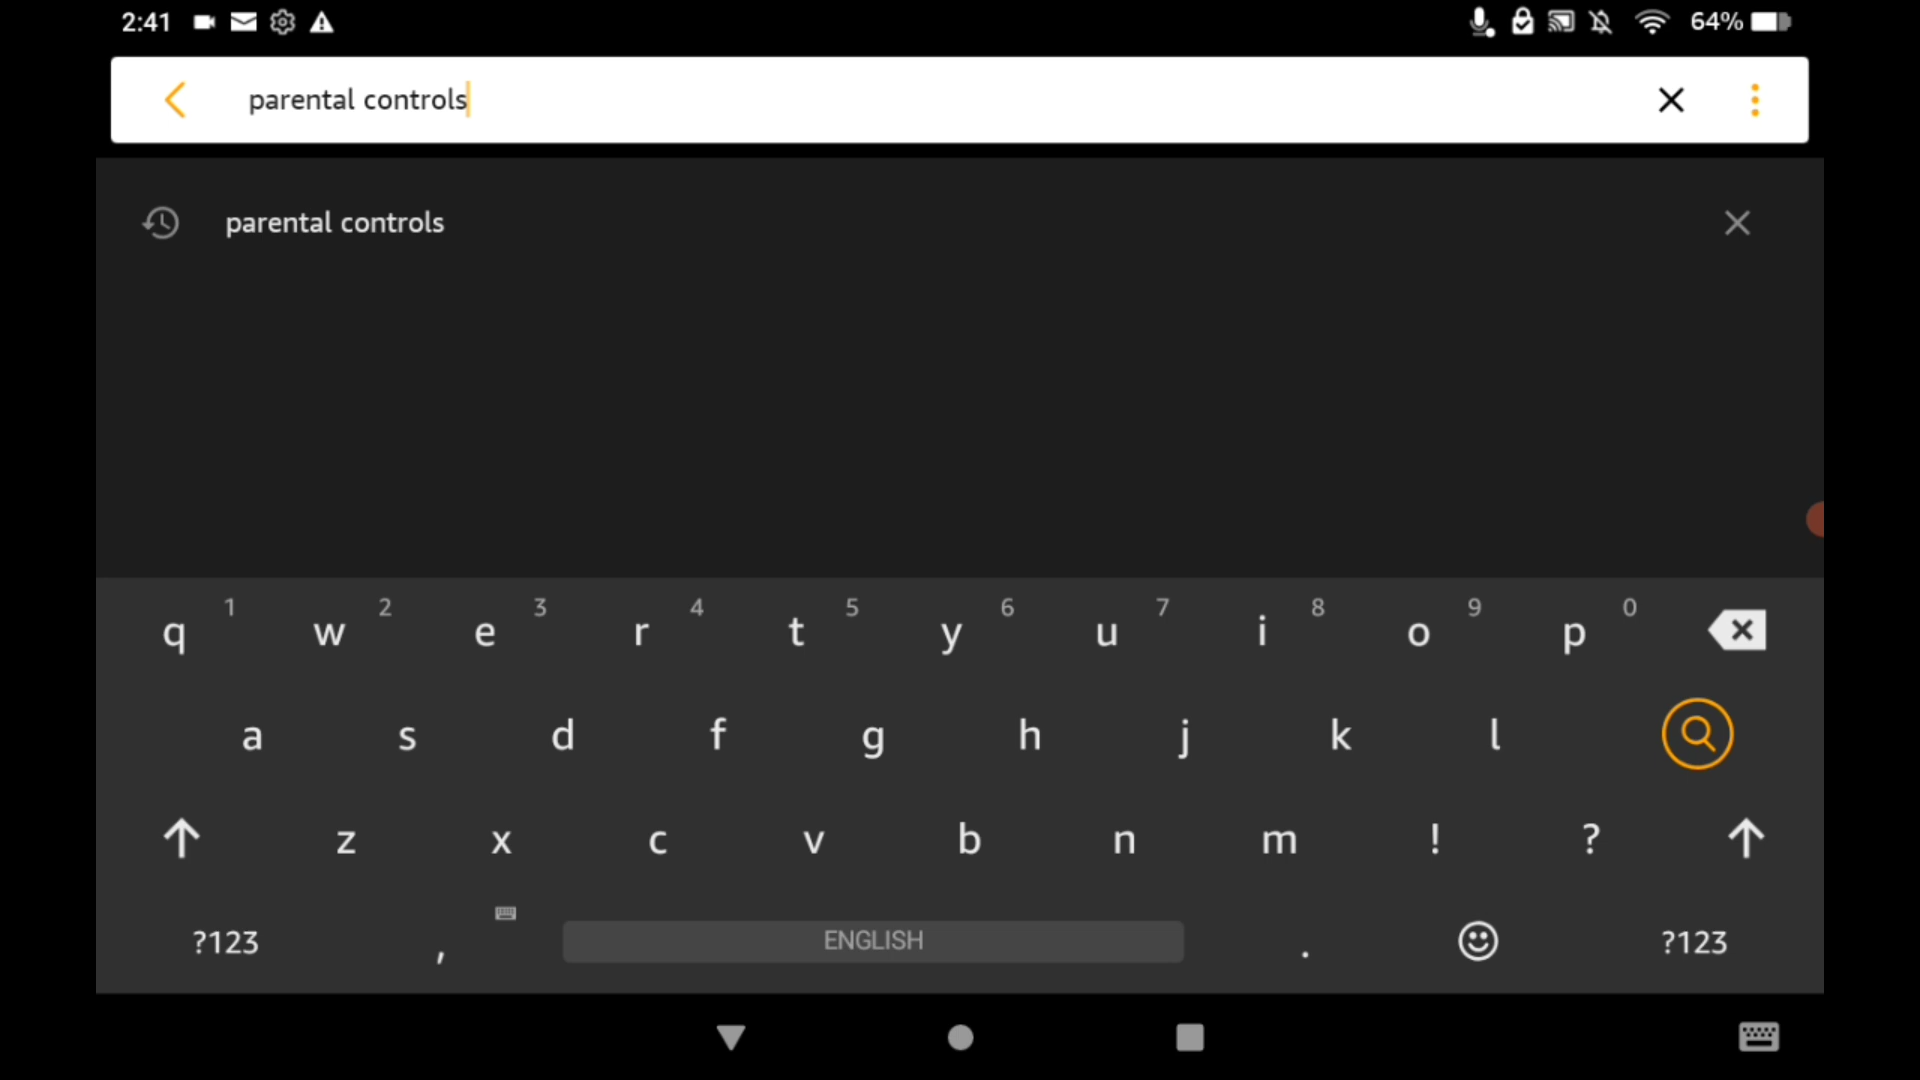 2:41 64%
parental controls
parental controls
1 2 3 4 5 6 7 8 9 0
q w e r t y u i o p
a s d f g h j k l
z x c v b n m ! ?
?123 , ENGLISH . ?123